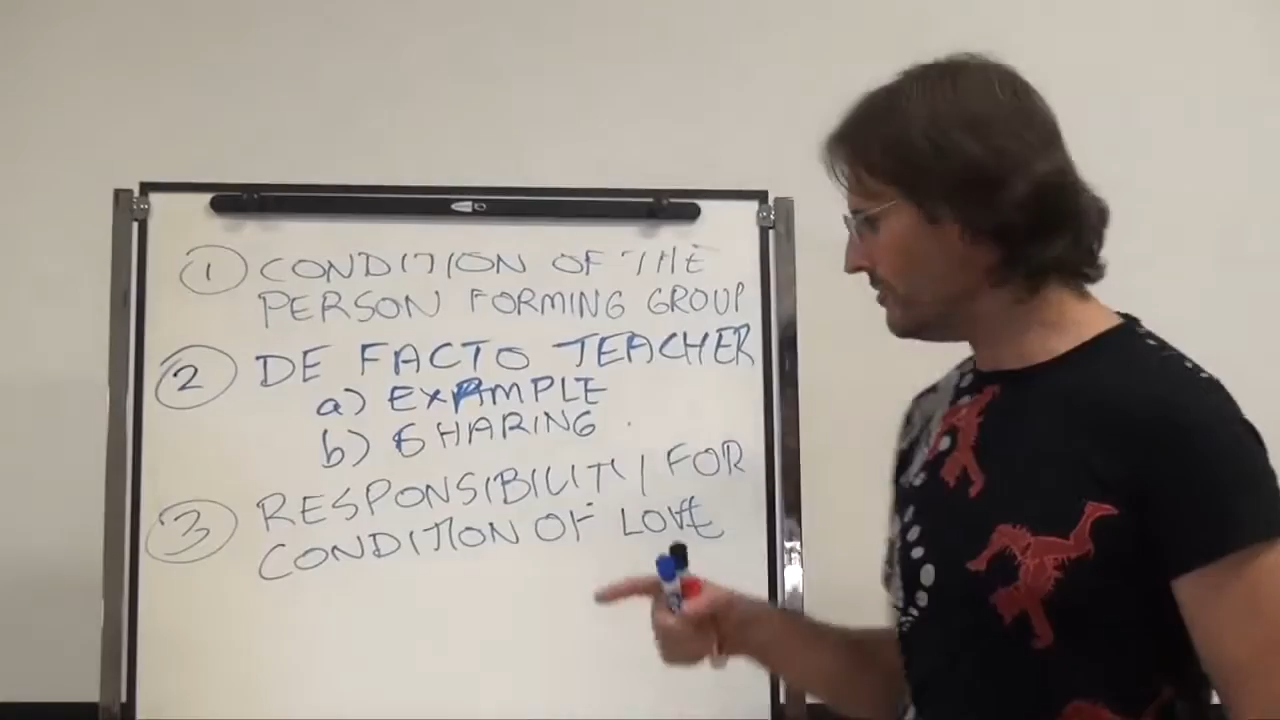 1 CONDITION OF THE
PERSON FORMING GROUP
2 DE FACTO TEACHER
a) EXAMPLE
b) SHARING
3 RESPONSIBILITY FOR
CONDITION OF LOVE